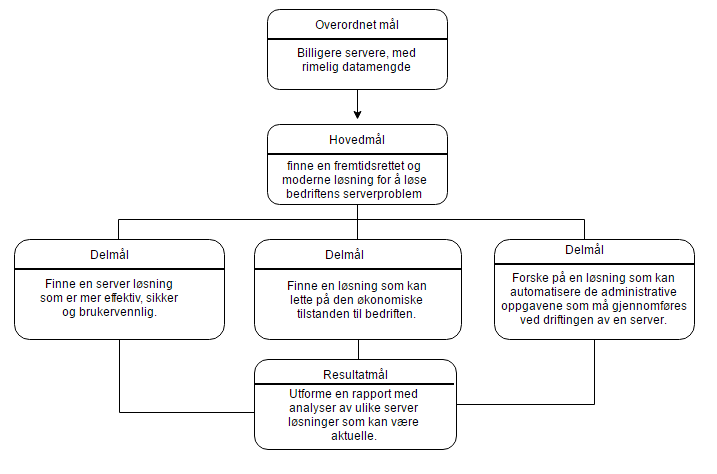 Overordnet mål
Billigere servere, med
rimelig datamengde
Hovedmål
finne en fremtidsrettet og
moderne løsning for å løse
bedriftens serverproblem
Delmål
Finne en server løsning
som er mer effektiv, sikker
og brukervennlig.
Delmål
Finne en løsning som kan
lette på den økonomiske
tilstanden til bedriften.
Delmål
Forske på en løsning som kan
automatisere de administrative
oppgavene som må gjennomføres
ved driftingen av en server.
Resultatmål
Utforme en rapport med
analyser av ulike server
løsninger som kan være
aktuelle.